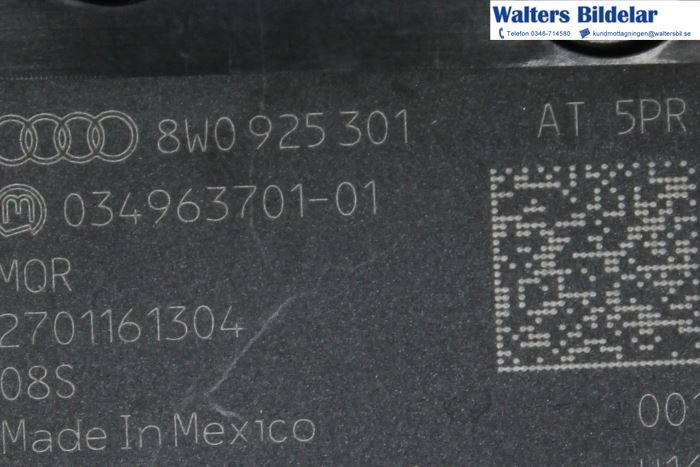 Walters Bildelar
Telefon 0346-714580 kundmottagningen@waltersbil.se
8W0 925 301 AT 5PR
034963701-01
MQR
2701161304
08S
Made In Mexico